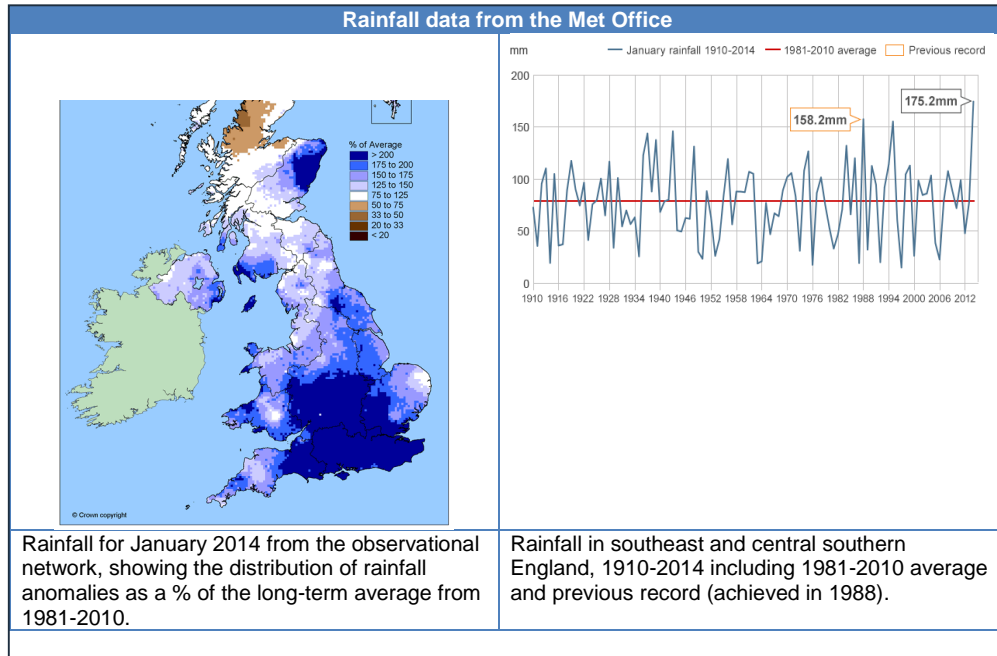 Rainfall data from the Met Office
% of Average
> 200
175 to 200
150 to 175
125 to 150
75 to 125
50 to 75
33 to 50
20 to 33
< 20
© Crown copyright
mm
January rainfall 1910-2014
1981-2010 average
Previous record
200
175.2mm
158.2mm
150
100
50
0
1910 1916 1922 1928 1934 1940 1946 1952 1958 1964 1970 1976 1982 1988 1994 2000 2006 2012
Rainfall for January 2014 from the observational
network, showing the distribution of rainfall
anomalies as a % of the long-term average from
1981-2010.
Rainfall in southeast and central southern
England, 1910-2014 including 1981-2010 average
and previous record (achieved in 1988).